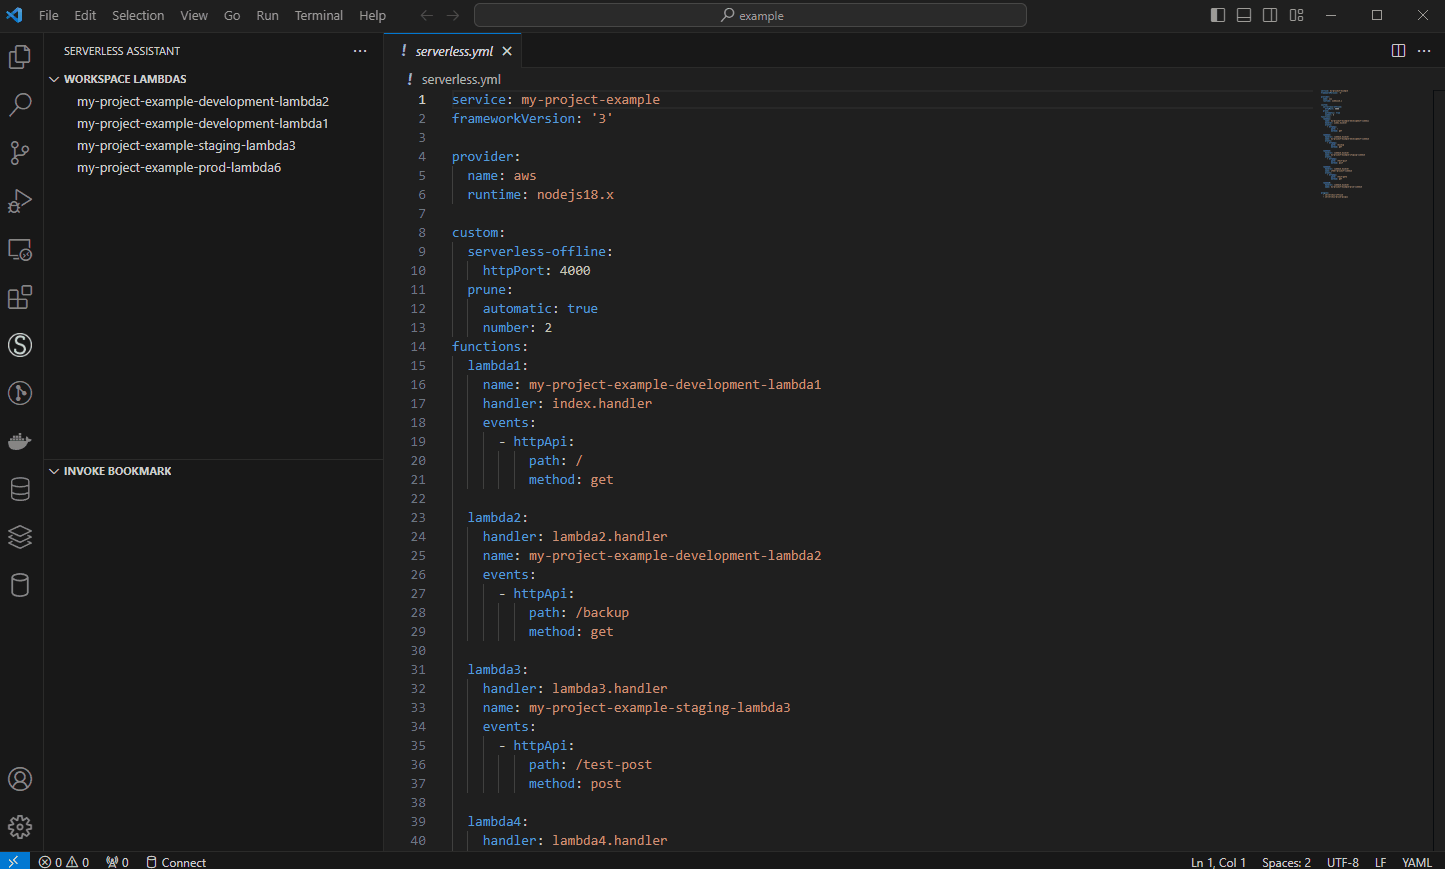 File Edit Selection View Go Run Terminal Help
example
SERVERLESS ASSISTANT
WORKSPACE LAMBDAS
my-project-example-development-lambda2
my-project-example-development-lambda1
my-project-example-staging-lambda3
my-project-example-prod-lambda6
INVOKE BOOKMARK
! serverless.yml
! serverless.yml
1 service: my-project-example
2 frameworkVersion: '3'
3
4 provider:
5 name: aws
6 runtime: nodejs18.x
7
8 custom:
9 serverless-offline:
10 httpPort: 4000
11 prune:
12 automatic: true
13 number: 2
14 functions:
15 lambda1:
16 name: my-project-example-development-lambda1
17 handler: index.handler
18 events:
19 - httpApi:
20 path: /
21 method: get
22
23 lambda2:
24 handler: lambda2.handler
25 name: my-project-example-development-lambda2
26 events:
27 - httpApi:
28 path: /backup
29 method: get
30
31 lambda3:
32 handler: lambda3.handler
33 name: my-project-example-staging-lambda3
34 events:
35 - httpApi:
36 path: /test-post
37 method: post
38
39 lambda4:
40 handler: lambda4.handler
0 0 0 Connect
Ln 1, Col 1 Spaces: 2 UTF-8 LF YAML